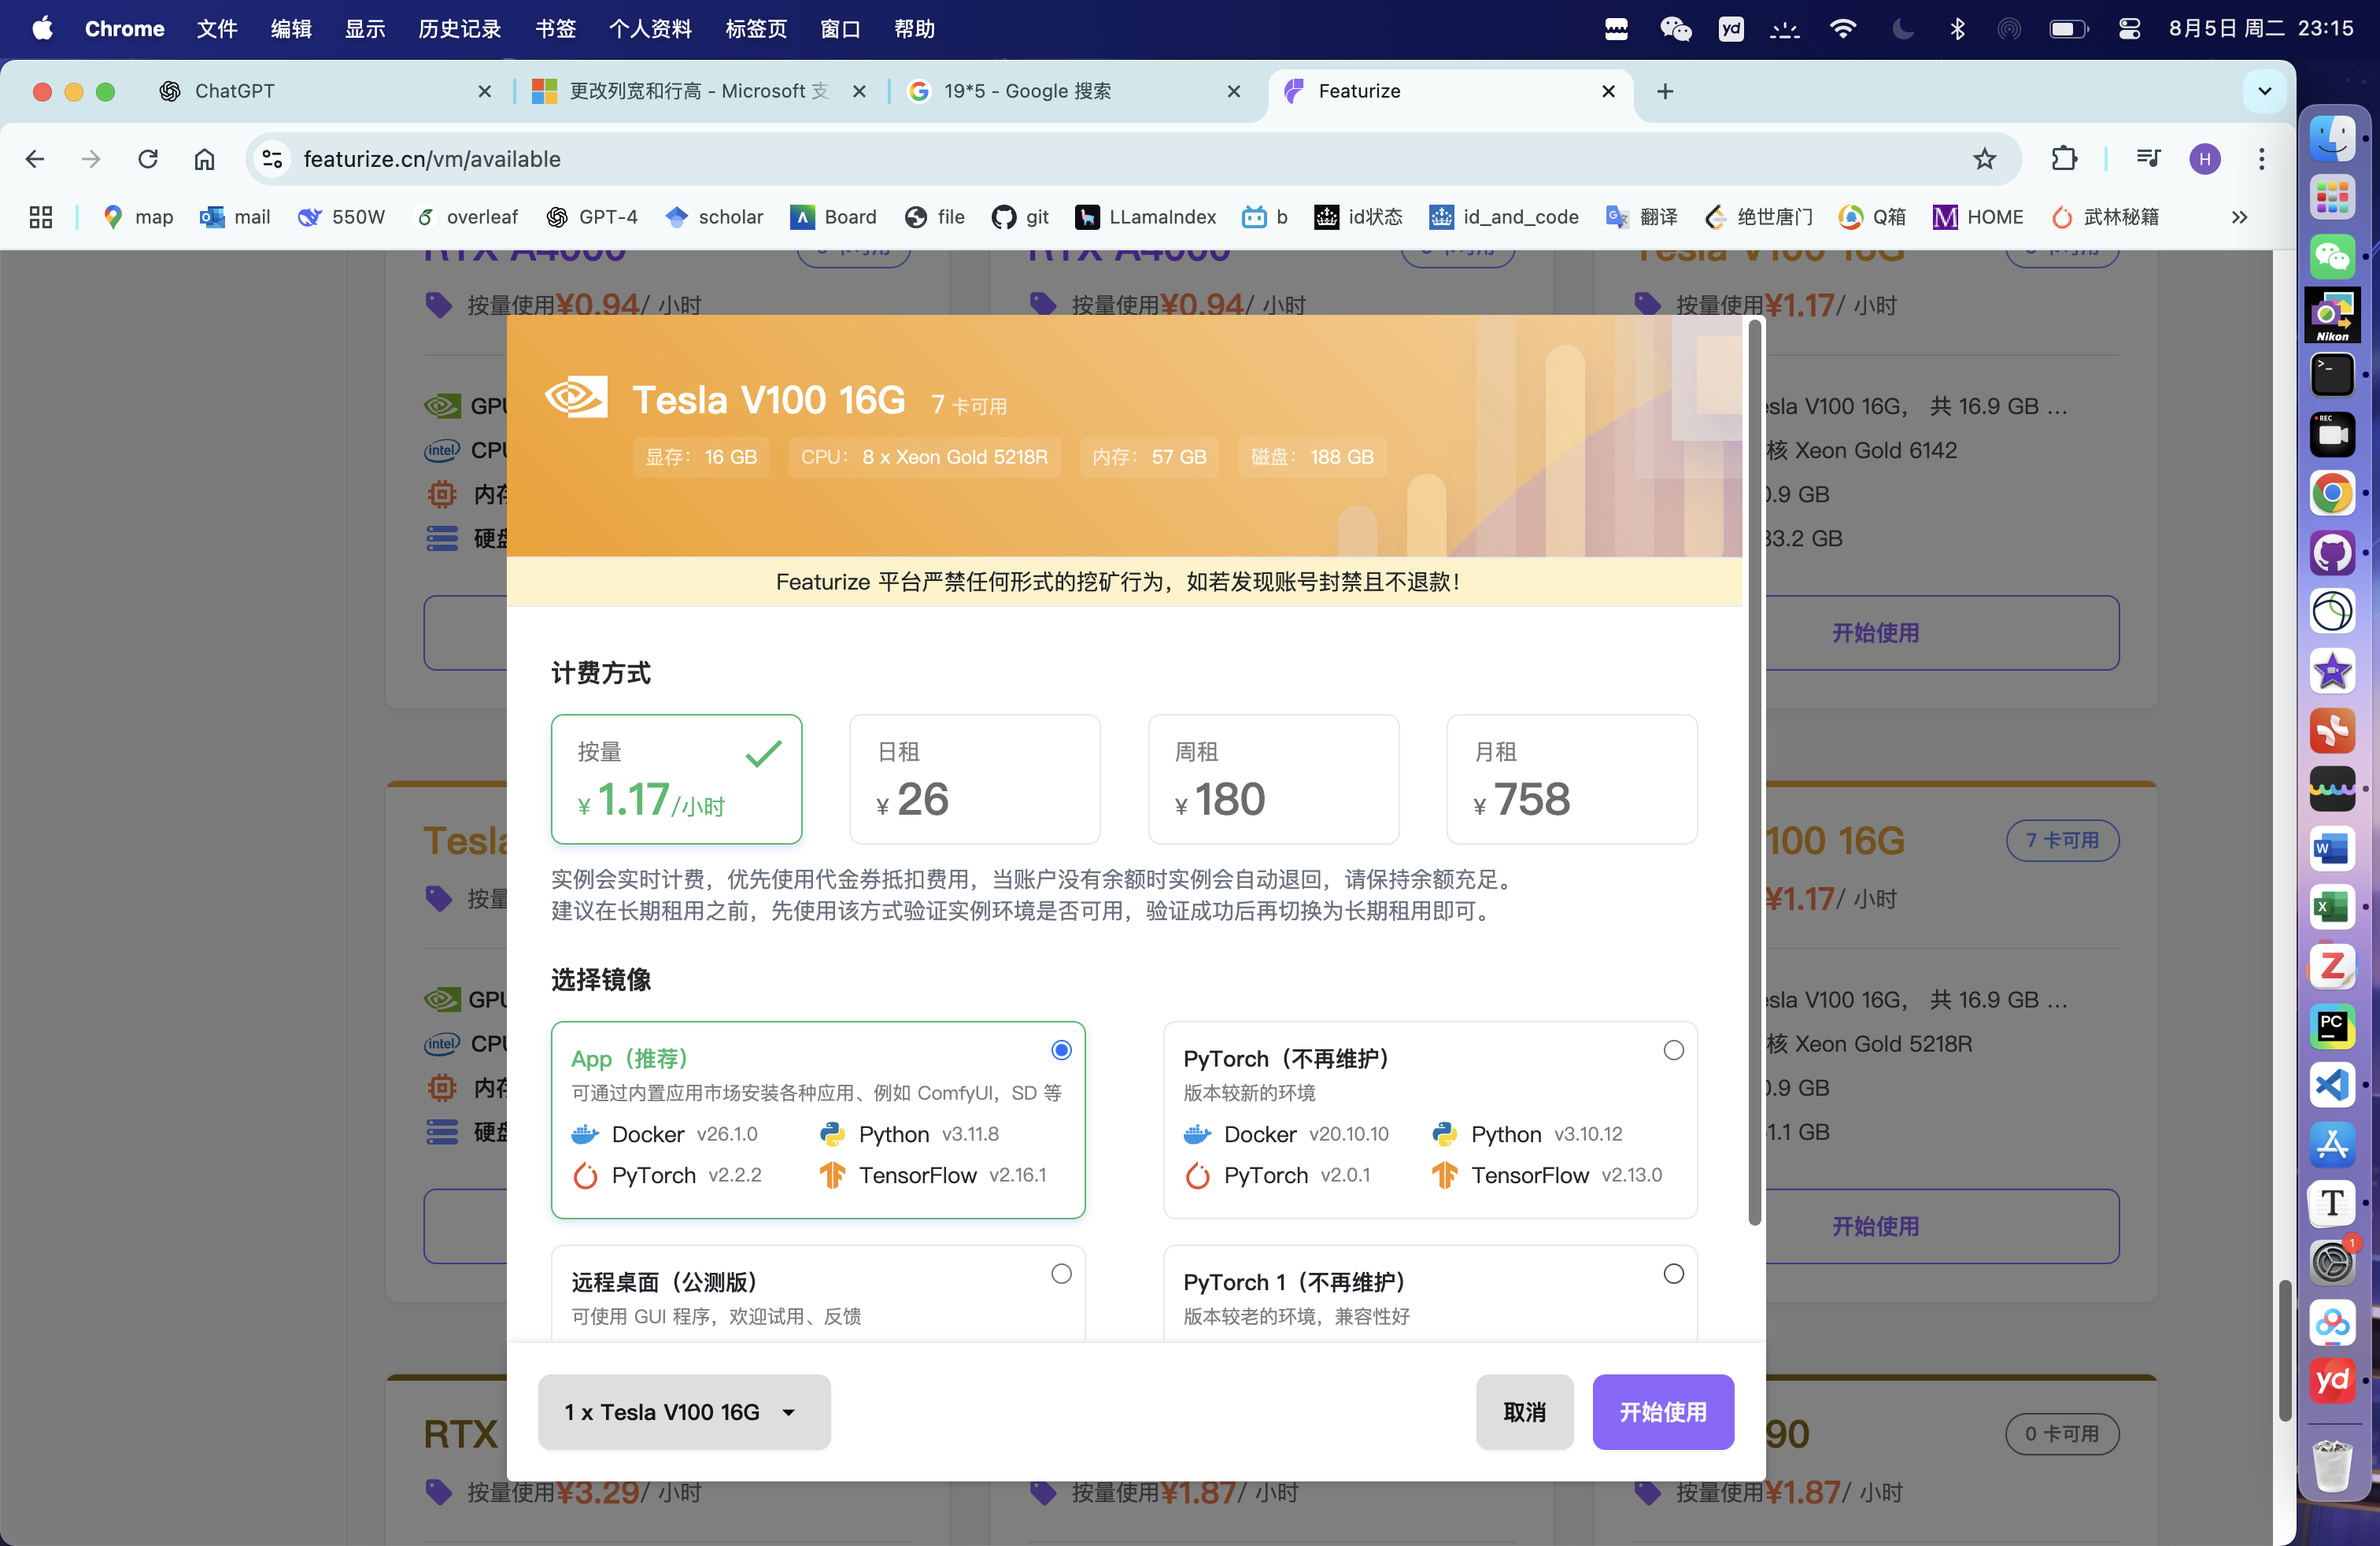 Chrome 文件 编辑 显示 历史记录 书签 个人资料 标签页 窗口 帮助 yd 8月5日 周二 23:15
ChatGPT 更改列宽和行高 - Microsoft 支 19*5 - Google 搜索 Featurize
featurize.cn/vm/available H
map mail 550W overleaf GPT-4 scholar Board file git LLamaIndex b id状态 id_and_code 翻译 绝世唐门 Q箱 HOME 武林秘籍
RTX A4000 RTX A4000 Tesla V100 16G
按量使用¥0.94/ 小时 按量使用¥0.94/ 小时 按量使用¥1.17/ 小时
Tesla V100 16G 7 卡可用
显存: 16 GB CPU: 8 x Xeon Gold 5218R 内存: 57 GB 磁盘: 188 GB
Featurize 平台严禁任何形式的挖矿行为，如若发现账号封禁且不退款！
计费方式
按量 日租 周租 月租
¥ 1.17/小时 ¥ 26 ¥ 180 ¥ 758
实例会实时计费，优先使用代金券抵扣费用，当账户没有余额时实例会自动退回，请保持余额充足。
建议在长期租用之前，先使用该方式验证实例环境是否可用，验证成功后再切换为长期租用即可。
选择镜像
App（推荐）
可通过内置应用市场安装各种应用、例如 ComfyUI，SD 等
Docker v26.1.0 Python v3.11.8
PyTorch v2.2.2 TensorFlow v2.16.1
PyTorch（不再维护）
版本较新的环境
Docker v20.10.10 Python v3.10.12
PyTorch v2.0.1 TensorFlow v2.13.0
远程桌面（公测版）
可使用 GUI 程序，欢迎试用、反馈
PyTorch 1（不再维护）
版本较老的环境，兼容性好
1 x Tesla V100 16G 取消 开始使用
GPU
CPU
内存
硬盘
esla V100 16G， 共 16.9 GB ...
核 Xeon Gold 6142
0.9 GB
33.2 GB
开始使用
Tesla
按量
100 16G 7 卡可用
¥1.17/ 小时
GPU
CPU
内存
硬盘
esla V100 16G， 共 16.9 GB ...
核 Xeon Gold 5218R
0.9 GB
1.1 GB
开始使用
RTX
90 0 卡可用
按量使用¥3.29/ 小时 按量使用¥1.87/ 小时 按量使用¥1.87/ 小时
Nikon
REC
W
X
Z
PC
T
1
yd